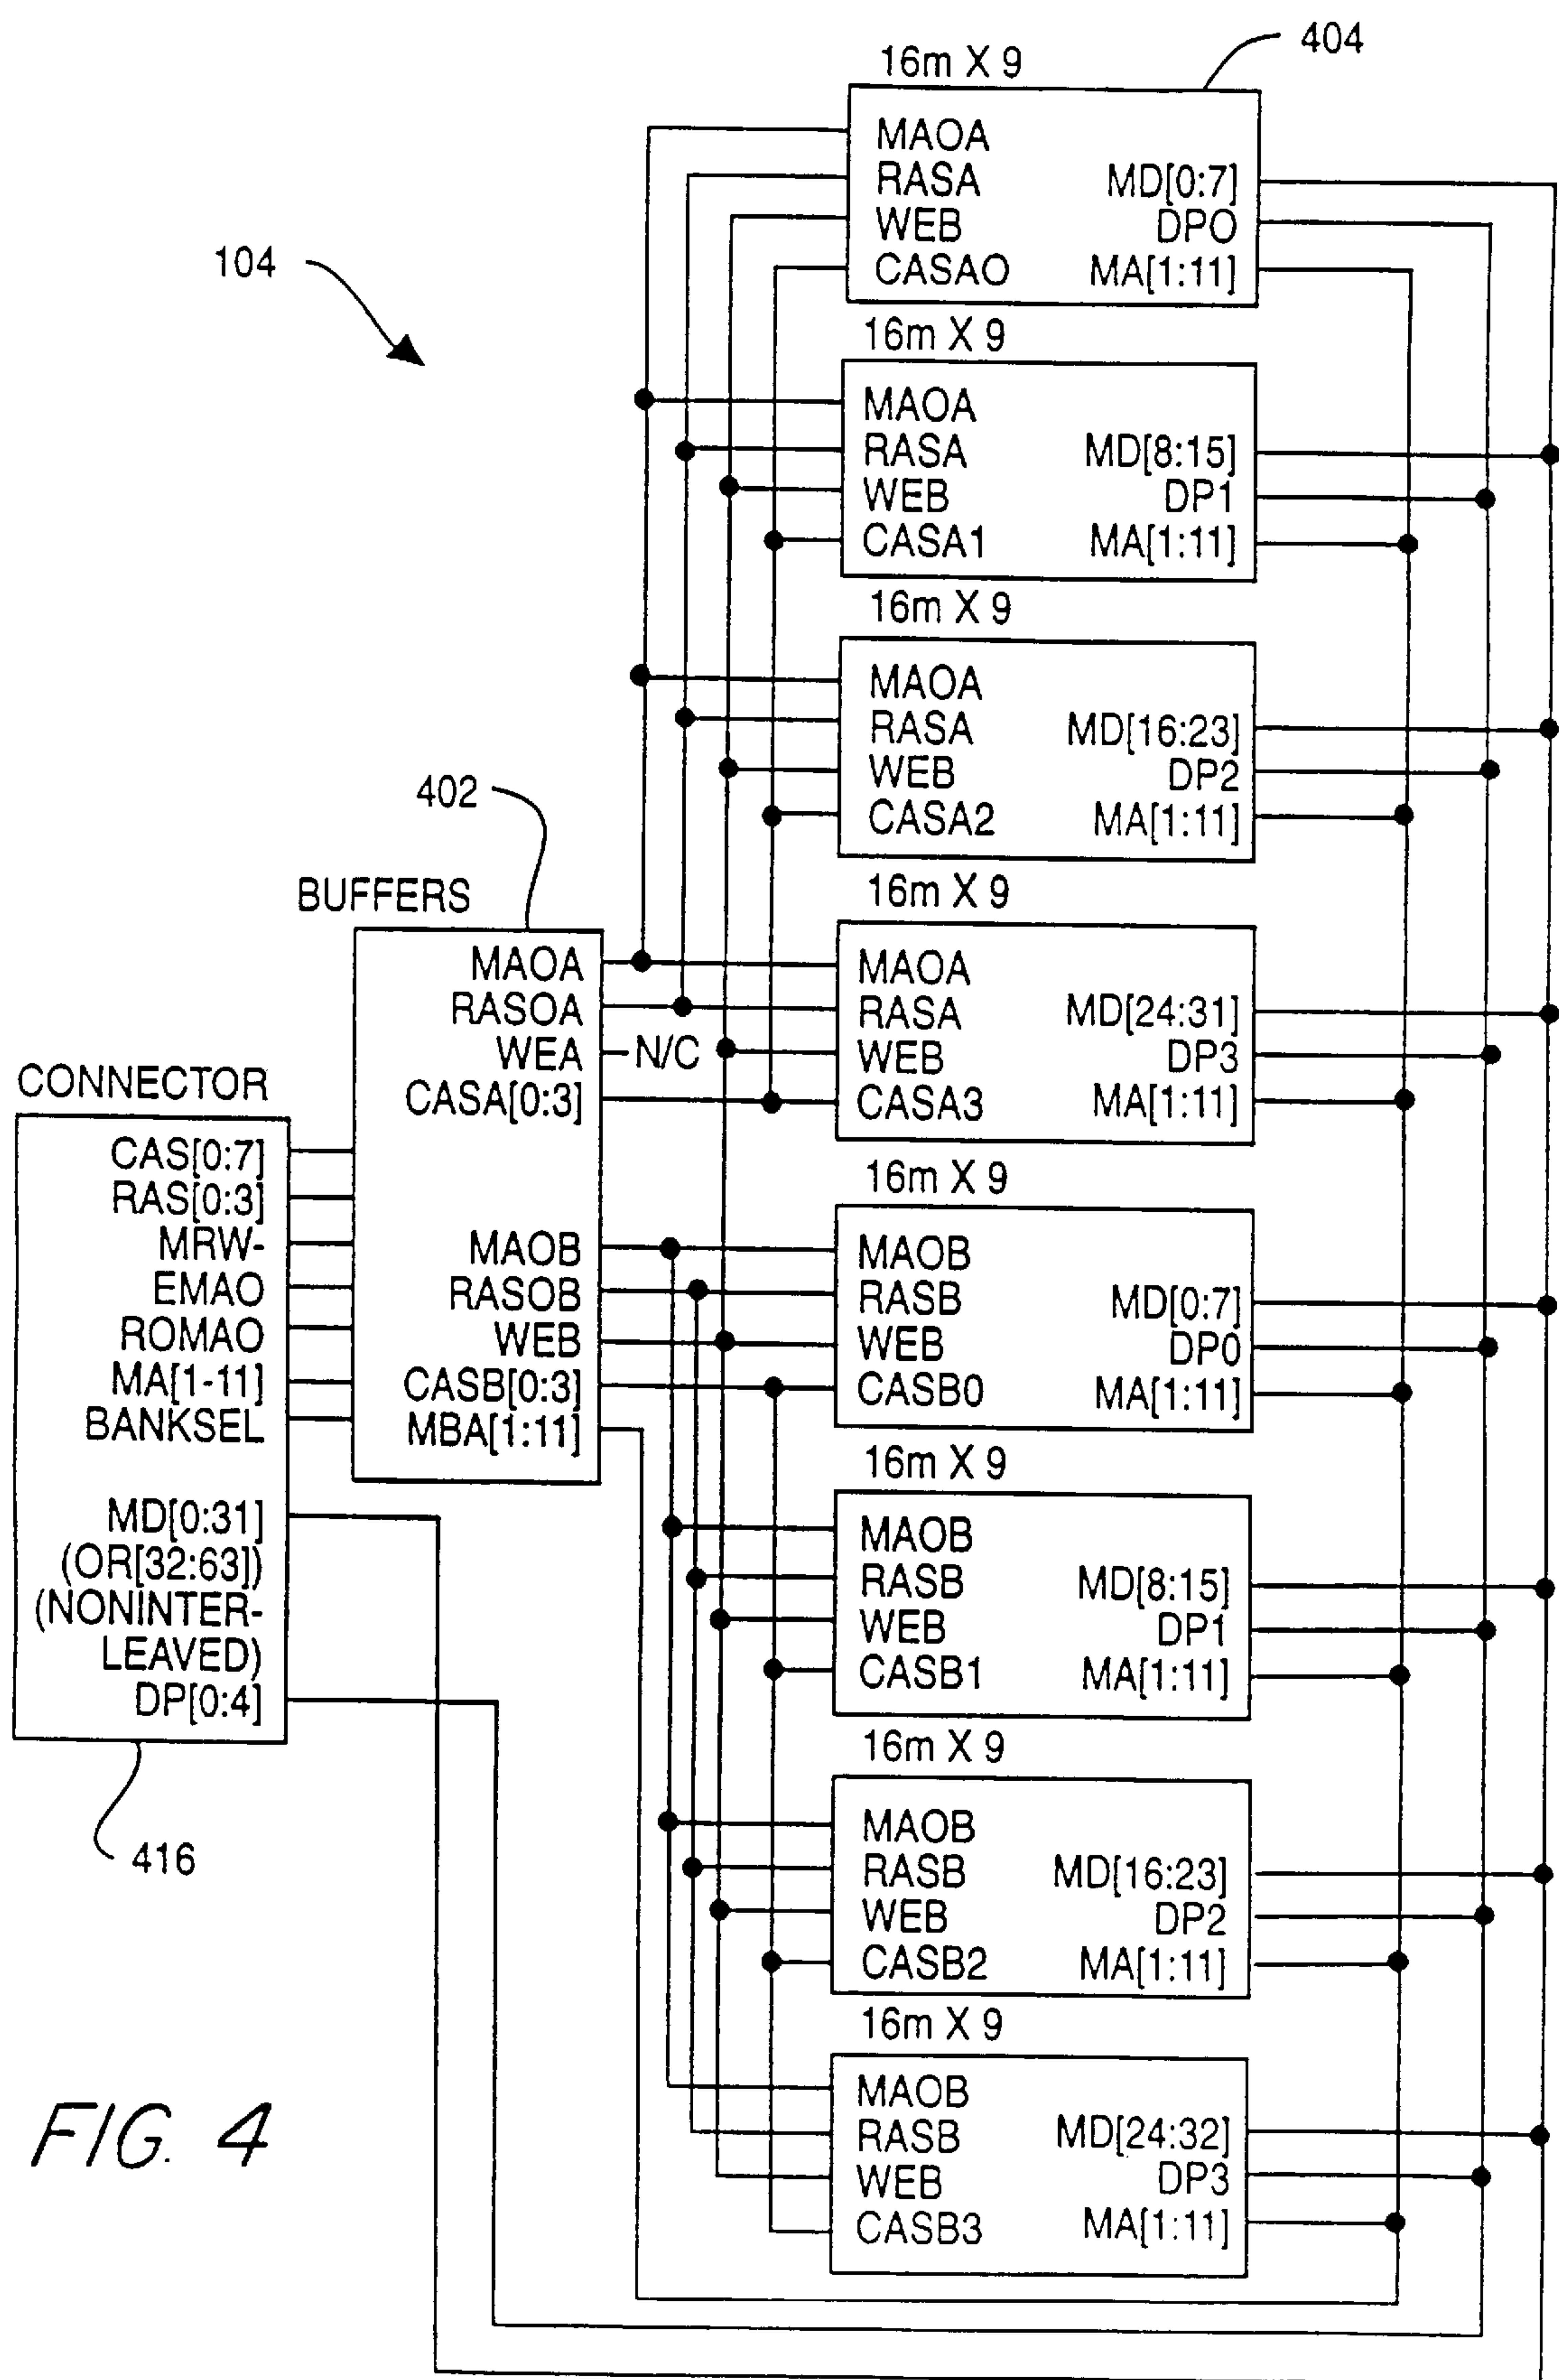 404
16m X 9
MAOA
RASA
WEB
CASAO
MD[0:7]
DPO
MA[1:11]
104
16m X 9
MAOA
RASA
WEB
CASA1
MD[8:15]
DP1
MA[1:11]
16m X 9
MAOA
RASA
WEB
CASA2
MD[16:23]
DP2
MA[1:11]
402
BUFFERS
MAOA
RASOA
WEA
N/C
CASA[0:3]
MAOB
RASOB
WEB
CASB[0:3]
MBA[1:11]
16m X 9
MAOA
RASA
WEB
CASA3
MD[24:31]
DP3
MA[1:11]
CONNECTOR
CAS[0:7]
RAS[0:3]
MRW-
EMAO
ROMAO
MA[1-11]
BANKSEL
MD[0:31]
(OR[32:63])
(NONINTER-
LEAVED)
DP[0:4]
416
16m X 9
MAOB
RASB
WEB
CASB0
MD[0:7]
DP0
MA[1:11]
16m X 9
MAOB
RASB
WEB
CASB1
MD[8:15]
DP1
MA[1:11]
16m X 9
MAOB
RASB
WEB
CASB2
MD[16:23]
DP2
MA[1:11]
16m X 9
MAOB
RASB
WEB
CASB3
MD[24:32]
DP3
MA[1:11]
FIG. 4